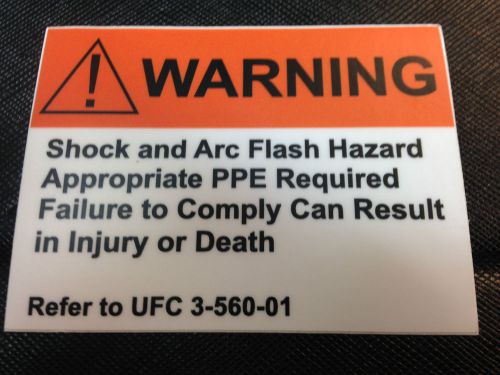 WARNING
Shock and Arc Flash Hazard
Appropriate PPE Required
Failure to Comply Can Result
in Injury or Death
Refer to UFC 3-560-01